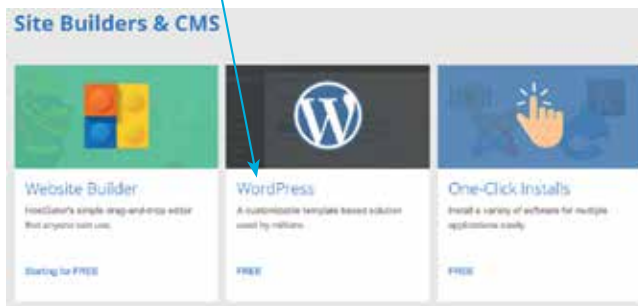 Site Builders & CMS
Website Builder
HostGator's simple drag-and-drop editor
that anyone can use.
Starting for FREE
WordPress
A customizable template based solution
used by millions.
FREE
One-Click Installs
Install a variety of software for multiple
applications easily.
FREE